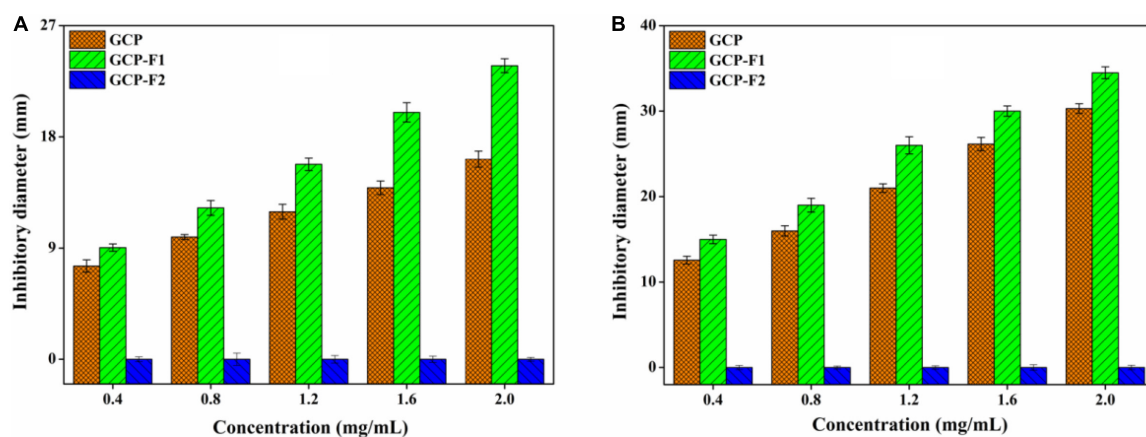 A
27
18
9
0
Inhibitory diameter (mm)
GCP
GCP-F1
GCP-F2
0.4 0.8 1.2 1.6 2.0
Concentration (mg/mL)
B
40
30
20
10
0
Inhibitory diameter (mm)
GCP
GCP-F1
GCP-F2
0.4 0.8 1.2 1.6 2.0
Concentration (mg/mL)